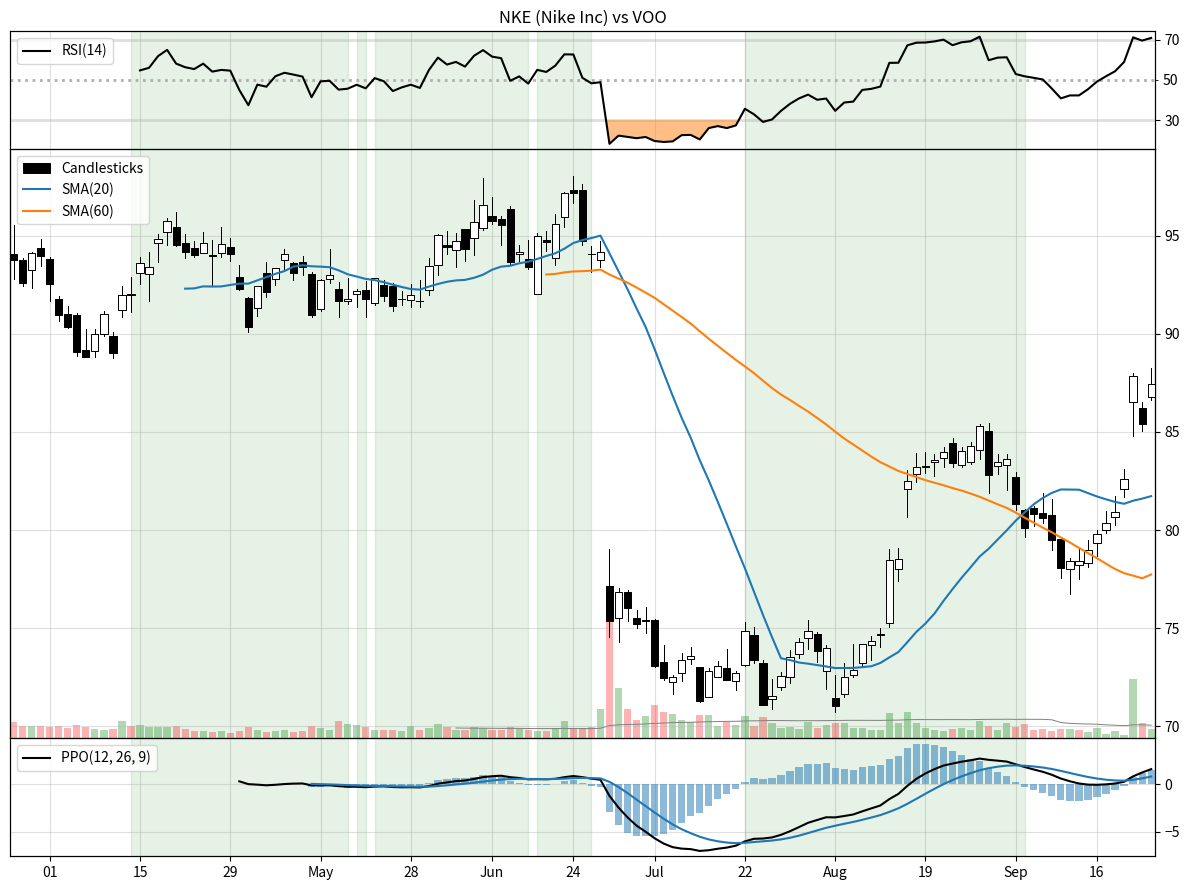 NKE (Nike Inc) vs VOO
RSI(14)
70
50
30
Candlesticks
SMA(20)
SMA(60)
95
90
85
80
75
70
PPO(12, 26, 9)
0
−5
01 15 29 May 28 Jun 24 Jul 22 Aug 19 Sep 16